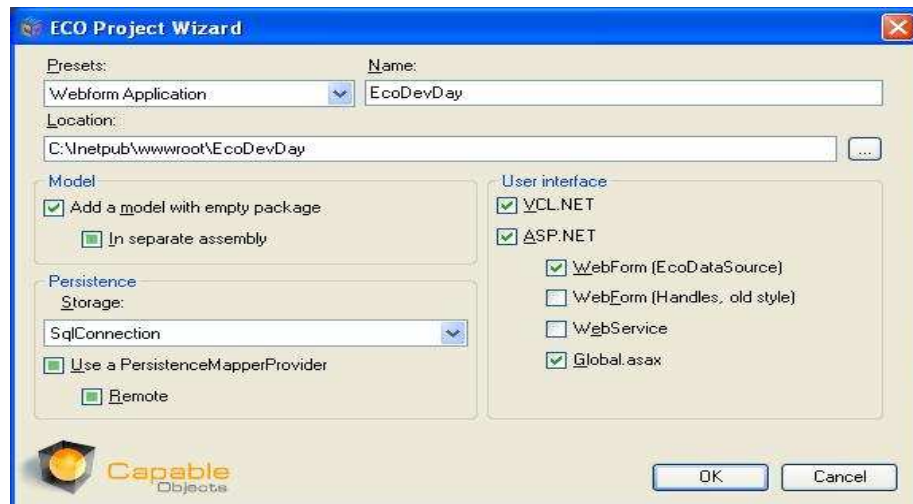 ECO Project Wizard
Presets:
Name:
Webform Application
EcoDevDay
Location:
C:\Inetpub\wwwroot\EcoDevDay
...
Model
Add a model with empty package
In separate assembly
Persistence
Storage:
SqlConnection
Use a PersistenceMapperProvider
Remote
User interface
VCL.NET
ASP.NET
WebForm (EcoDataSource)
WebForm (Handles, old style)
WebService
Global.asax
Capable
Objects
OK
Cancel